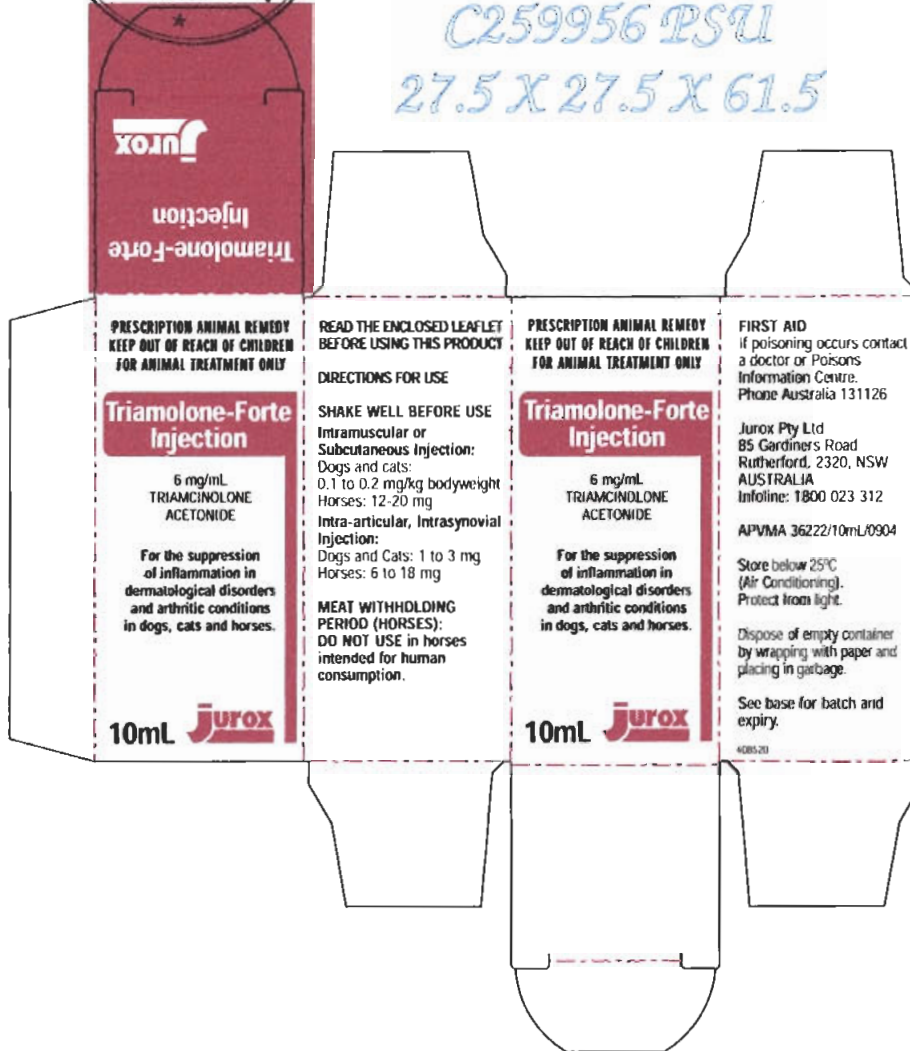 C259956 PSU
27.5 X 27.5 X 61.5
jurox
Triamolone-Forte
Injection
PRESCRIPTION ANIMAL REMEDY
KEEP OUT OF REACH OF CHILDREN
FOR ANIMAL TREATMENT ONLY
Triamolone-Forte
Injection
6 mg/mL
TRIAMCINOLONE
ACETONIDE
For the suppression
of inflammation in
dermatological disorders
and arthritic conditions
in dogs, cats and horses.
10mL jurox
READ THE ENCLOSED LEAFLET
BEFORE USING THIS PRODUCT
DIRECTIONS FOR USE
SHAKE WELL BEFORE USE
Intramuscular or
Subcutaneous Injection:
Dogs and cats:
0.1 to 0.2 mg/kg bodyweight
Horses: 12-20 mg
Intra-articular, Intrasynovial
Injection:
Dogs and Cats: 1 to 3 mg
Horses: 6 to 18 mg
MEAT WITHHOLDING
PERIOD (HORSES):
DO NOT USE in horses
intended for human
consumption.
PRESCRIPTION ANIMAL REMEDY
KEEP OUT OF REACH OF CHILDREN
FOR ANIMAL TREATMENT ONLY
Triamolone-Forte
Injection
6 mg/mL
TRIAMCINOLONE
ACETONIDE
For the suppression
of inflammation in
dermatological disorders
and arthritic conditions
in dogs, cats and horses.
10mL jurox
FIRST AID
If poisoning occurs contact
a doctor or Poisons
Information Centre.
Phone Australia 131126
Jurox Pty Ltd
85 Gardiners Road
Rutherford, 2320, NSW
AUSTRALIA
Infoline: 1800 023 312
APVMA 36222/10mL/0904
Store below 25°C
(Air Conditioning).
Protect from light.
Dispose of empty container
by wrapping with paper and
placing in garbage.
See base for batch and
expiry.
408520